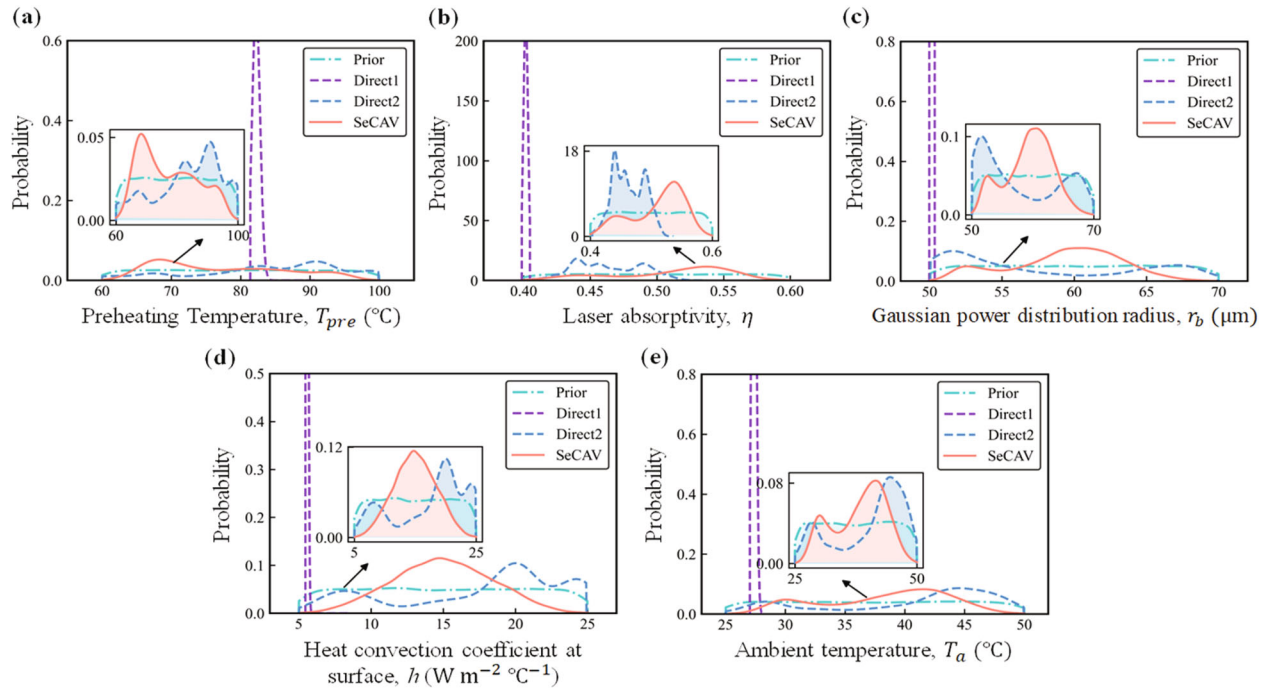 (a)
0.6
0.4
0.2
0.0
Probability
Prior
Direct1
Direct2
SeCAV
0.05
0.00
60
100
60
70
80
90
100
Preheating Temperature, T_pre (°C)
(b)
200
150
100
50
25
0
Probability
Prior
Direct1
Direct2
SeCAV
18
0
0.4
0.6
0.40
0.45
0.50
0.55
0.60
Laser absorptivity, η
(c)
0.8
0.6
0.4
0.2
0.0
Probability
Prior
Direct1
Direct2
SeCAV
0.1
0.0
50
70
50
55
60
65
70
Gaussian power distribution radius, r_b (μm)
(d)
0.5
0.4
0.3
0.2
0.1
0.0
Probability
Prior
Direct1
Direct2
SeCAV
0.12
0.00
5
25
5
10
15
20
25
Heat convection coefficient at
surface, h (W m⁻² °C⁻¹)
(e)
0.8
0.6
0.4
0.2
0.0
Probability
Prior
Direct1
Direct2
SeCAV
0.08
0.00
25
50
25
30
35
40
45
50
Ambient temperature, T_a (°C)